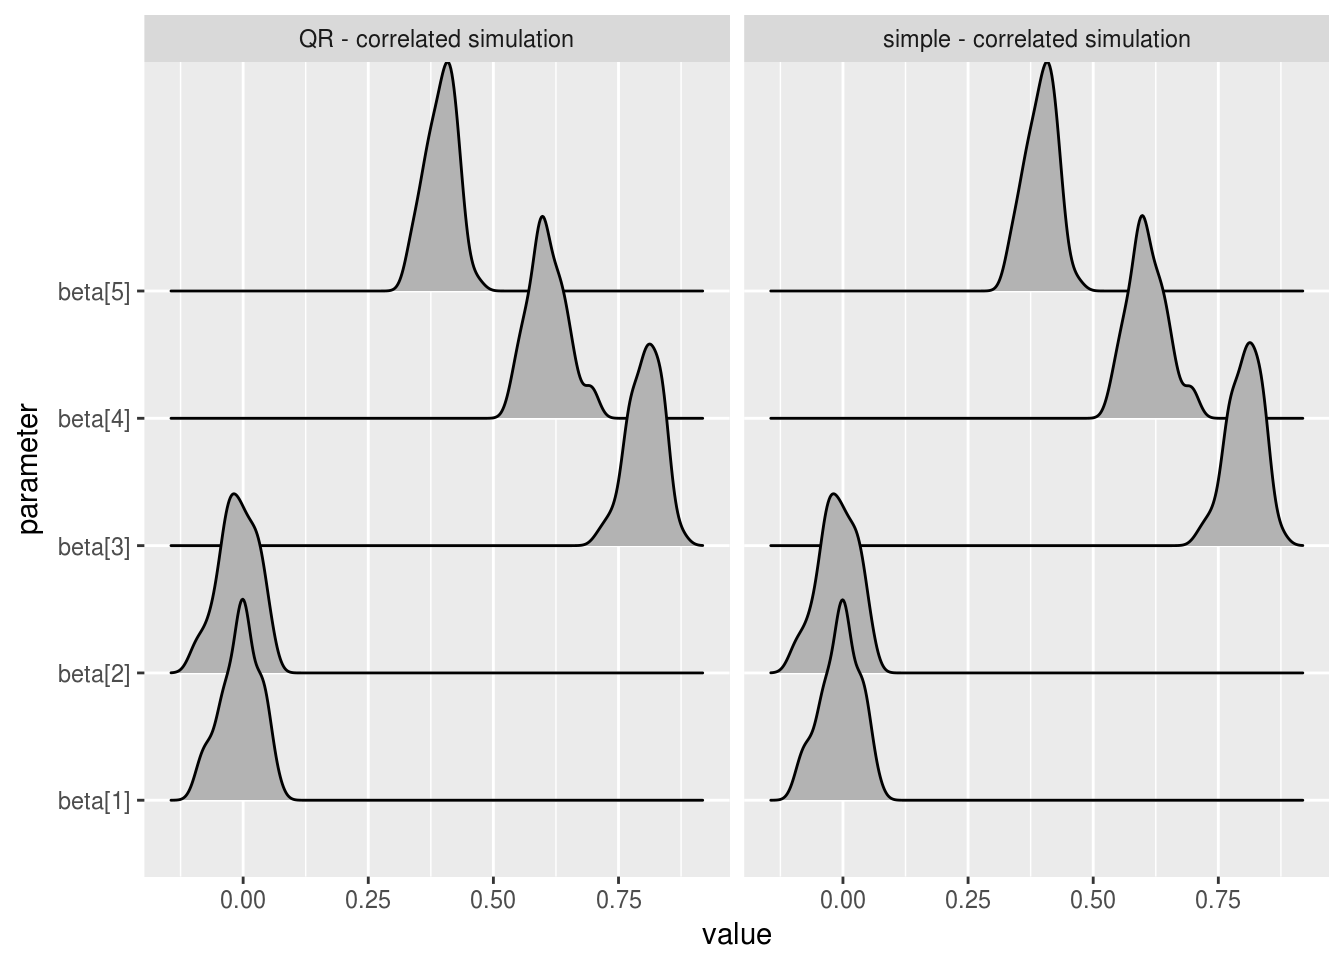 QR - correlated simulation
simple - correlated simulation
parameter
beta[5]
beta[4]
beta[3]
beta[2]
beta[1]
0.00 0.25 0.50 0.75
0.00 0.25 0.50 0.75
value